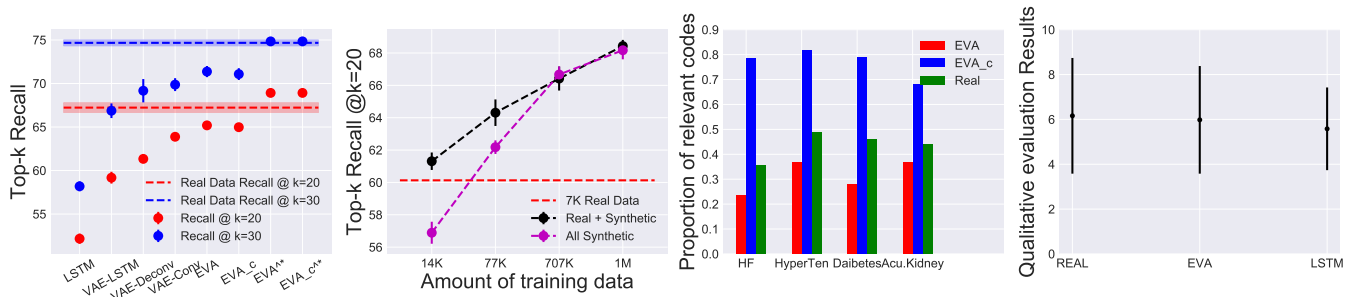 Top-k Recall
75
70
65
60
55
Real Data Recall @ k=20
Real Data Recall @ k=30
Recall @ k=20
Recall @ k=30
LSTM
VAE-LSTM
VAE-Deconv
VAE-Conv
EVA
EVA_c
EVA^*
EVA_c^*
Top-k Recall @k=20
68
66
64
62
60
58
56
7K Real Data
Real + Synthetic
All Synthetic
14K 77K 707K 1M
Amount of training data
Proportion of relevant codes
0.9
0.8
0.7
0.6
0.5
0.4
0.3
0.2
0.1
0.0
EVA
EVA_c
Real
HF HyperTen DaibetesAcu.Kidney
Qualitative evaluation Results
10
8
6
4
2
0
REAL EVA LSTM